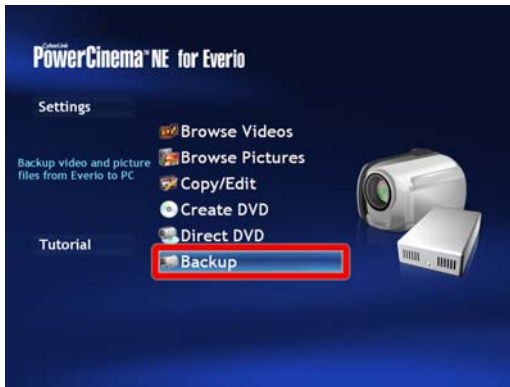 CyberLink
PowerCinema™ NE for Everio
Settings
Browse Videos
Browse Pictures
Backup video and picture
files from Everio to PC
Copy/Edit
Create DVD
Direct DVD
Tutorial
Backup